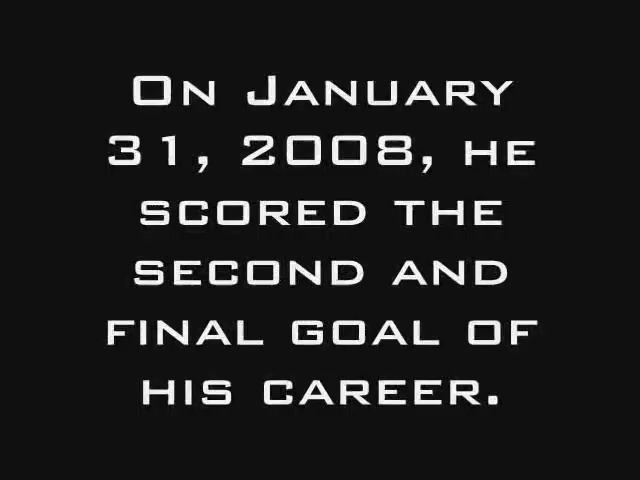 On January
31, 2008, he
scored the
second and
final goal of
his career.